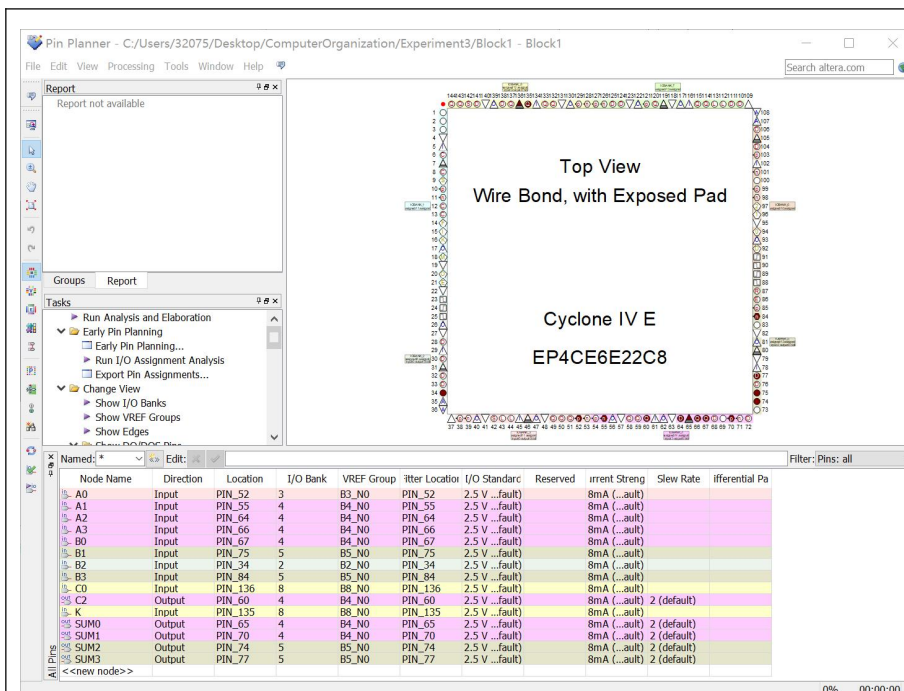 Pin Planner - C:/Users/32075/Desktop/ComputerOrganization/Experiment3/Block1 - Block1
File Edit View Processing Tools Window Help
Search altera.com
Report
Report not available
Groups Report
Tasks
Run Analysis and Elaboration
Early Pin Planning
Early Pin Planning...
Run I/O Assignment Analysis
Export Pin Assignments...
Change View
Show I/O Banks
Show VREF Groups
Show Edges
Top View
Wire Bond, with Exposed Pad
Cyclone IV E
EP4CE6E22C8
Named: * Edit: Filter: Pins: all
Node Name Direction Location I/O Bank VREF Group itter Location I/O Standard Reserved urrent Streng Slew Rate ifferential Pa
A0 Input PIN_52 3 B3_N0 PIN_52 2.5 V ...fault) 8mA (...ault)
A1 Input PIN_55 4 B4_N0 PIN_55 2.5 V ...fault) 8mA (...ault)
A2 Input PIN_64 4 B4_N0 PIN_64 2.5 V ...fault) 8mA (...ault)
A3 Input PIN_66 4 B4_N0 PIN_66 2.5 V ...fault) 8mA (...ault)
B0 Input PIN_67 4 B4_N0 PIN_67 2.5 V ...fault) 8mA (...ault)
B1 Input PIN_75 5 B5_N0 PIN_75 2.5 V ...fault) 8mA (...ault)
B2 Input PIN_34 2 B2_N0 PIN_34 2.5 V ...fault) 8mA (...ault)
B3 Input PIN_84 5 B5_N0 PIN_84 2.5 V ...fault) 8mA (...ault)
C0 Input PIN_136 8 B8_N0 PIN_136 2.5 V ...fault) 8mA (...ault)
C2 Output PIN_60 4 B4_N0 PIN_60 2.5 V ...fault) 8mA (...ault) 2 (default)
K Input PIN_135 8 B8_N0 PIN_135 2.5 V ...fault) 8mA (...ault)
SUM0 Output PIN_65 4 B4_N0 PIN_65 2.5 V ...fault) 8mA (...ault) 2 (default)
SUM1 Output PIN_70 4 B4_N0 PIN_70 2.5 V ...fault) 8mA (...ault) 2 (default)
SUM2 Output PIN_74 5 B5_N0 PIN_74 2.5 V ...fault) 8mA (...ault) 2 (default)
SUM3 Output PIN_77 5 B5_N0 PIN_77 2.5 V ...fault) 8mA (...ault) 2 (default)
<<new node>>
All Pins
0% 00:00:00